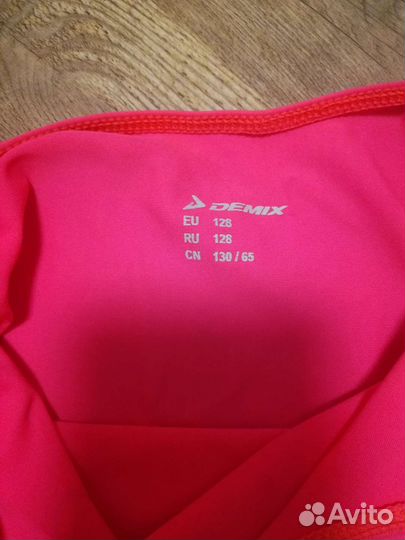 DEMIX
EU 128
RU 128
CN 130 / 65
Avito